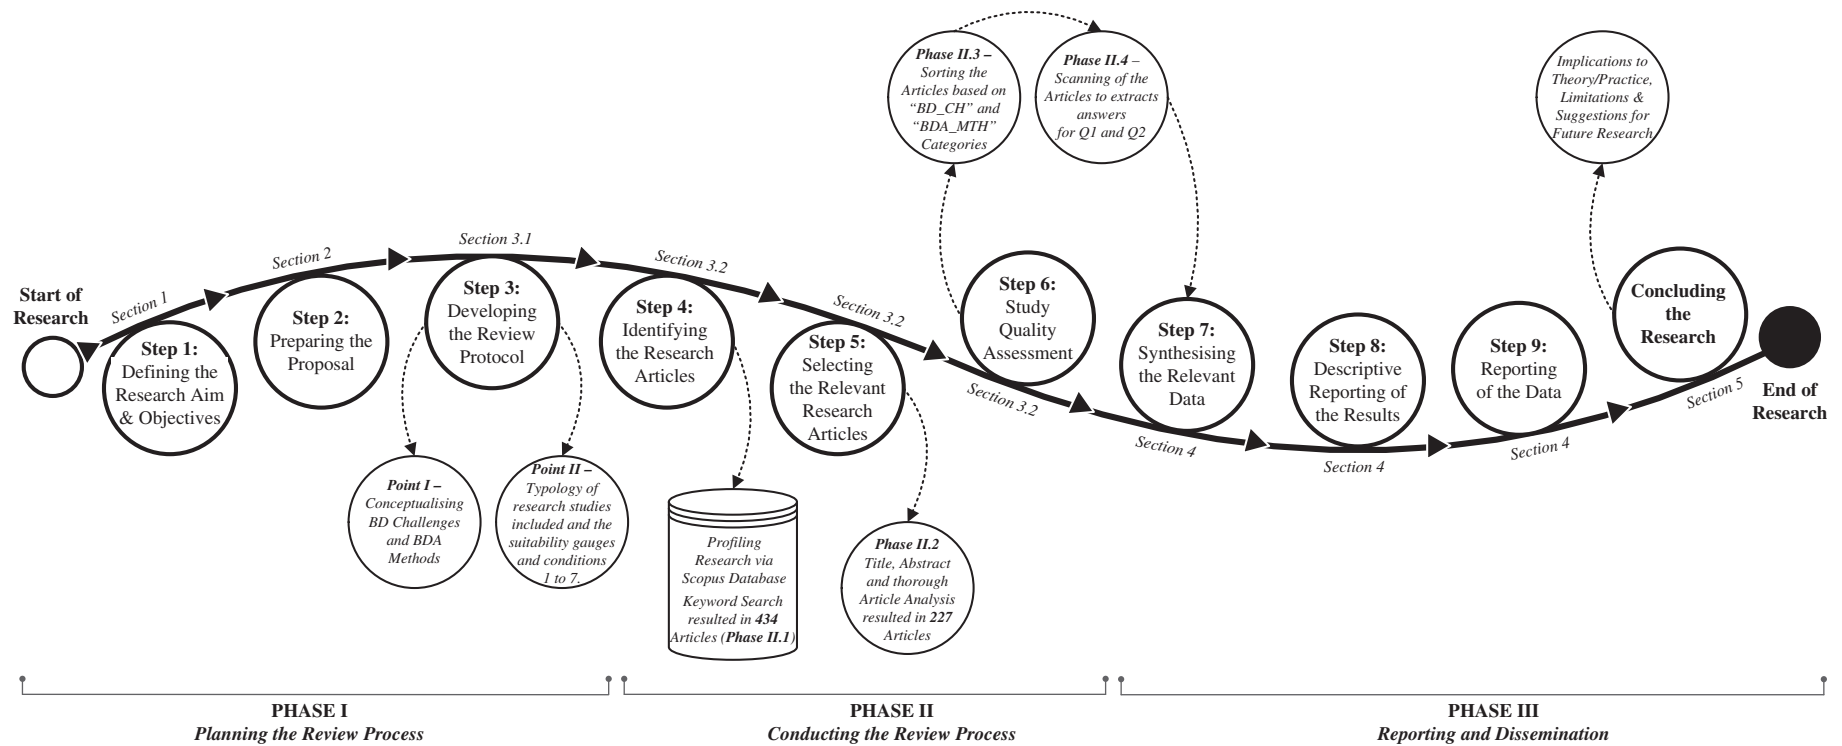 Phase II.3 –
Sorting the
Articles based on
“BD_CH” and
“BDA_MTH”
Categories
Phase II.4 –
Scanning of the
Articles to extracts
answers
for Q1 and Q2
Implications to
Theory/Practice,
Limitations &
Suggestions for
Future Research
Start of
Research
Section 1
Step 1:
Defining the
Research Aim
& Objectives
Section 2
Step 2:
Preparing the
Proposal
Section 3.1
Step 3:
Developing
the Review
Protocol
Section 3.2
Step 4:
Identifying
the Research
Articles
Section 3.2
Step 5:
Selecting
the Relevant
Research
Articles
Step 6:
Study
Quality
Assessment
Section 3.2
Step 7:
Synthesising
the Relevant
Data
Section 4
Step 8:
Descriptive
Reporting of
the Results
Section 4
Step 9:
Reporting
of the Data
Section 4
Concluding
the
Research
Section 5
End of
Research
Point I –
Conceptualising
BD Challenges
and BDA
Methods
Point II –
Typology of
research studies
included and the
suitability gauges
and conditions
1 to 7.
Profiling
Research via
Scopus Database
Keyword Search
resulted in 434
Articles (Phase II.1)
Phase II.2
Title, Abstract
and thorough
Article Analysis
resulted in 227
Articles
PHASE I
Planning the Review Process
PHASE II
Conducting the Review Process
PHASE III
Reporting and Dissemination